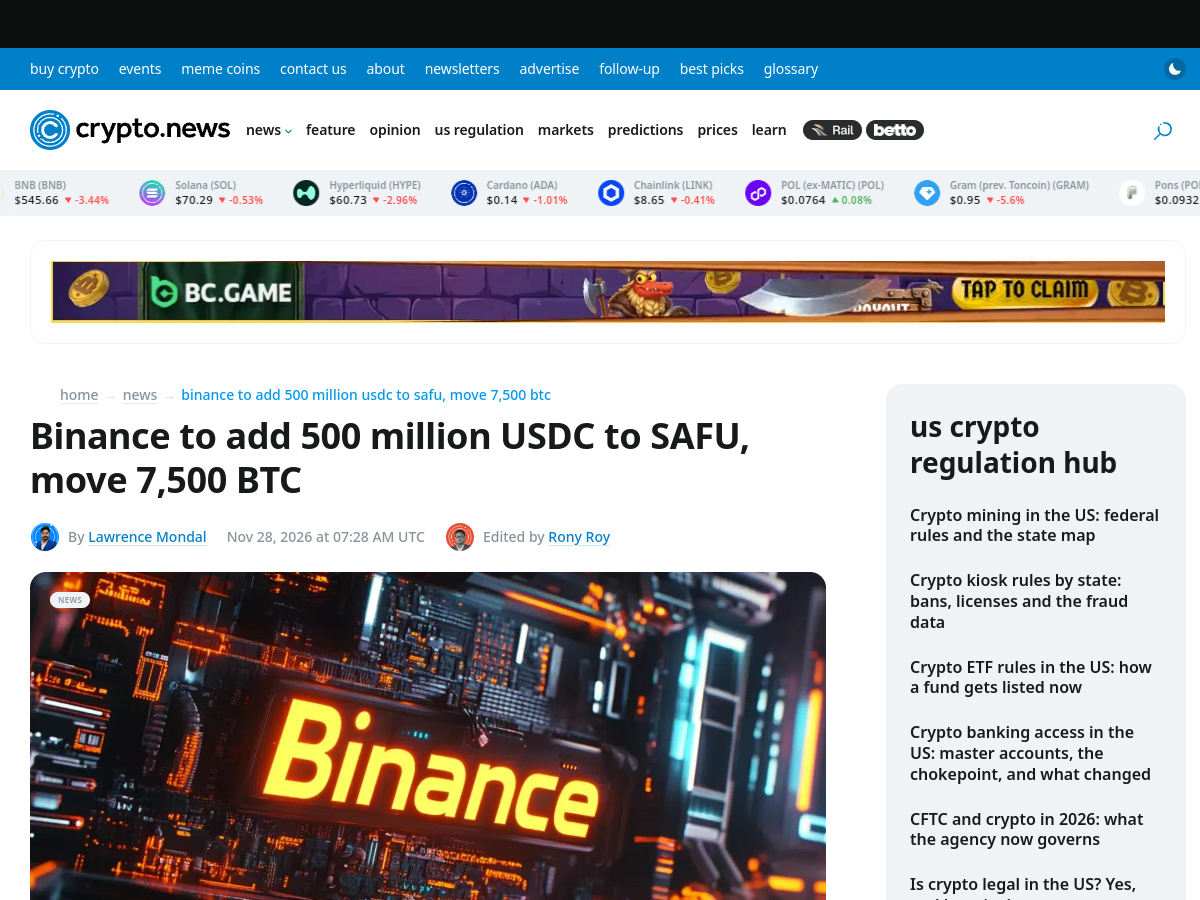 buy crypto events meme coins contact us about newsletters advertise follow-up best picks glossary
crypto.news news feature opinion us regulation markets predictions prices learn Rail betto
BNB (BNB) Solana (SOL) Hyperliquid (HYPE) Cardano (ADA) Chainlink (LINK) POL (ex-MATIC) (POL) Gram (prev. Toncoin) (GRAM) Pons (PO
$545.66 -3.44% $70.29 -0.53% $60.73 -2.96% $0.14 -1.01% $8.65 -0.41% $0.0764 0.08% $0.95 -5.6% $0.0932
BC.GAME TAP TO CLAIM
home → news → binance to add 500 million usdc to safu, move 7,500 btc
Binance to add 500 million USDC to SAFU,
move 7,500 BTC
By Lawrence Mondal Nov 28, 2026 at 07:28 AM UTC Edited by Rony Roy
NEWS
Binance
us crypto
regulation hub
Crypto mining in the US: federal
rules and the state map
Crypto kiosk rules by state:
bans, licenses and the fraud
data
Crypto ETF rules in the US: how
a fund gets listed now
Crypto banking access in the
US: master accounts, the
chokepoint, and what changed
CFTC and crypto in 2026: what
the agency now governs
Is crypto legal in the US? Yes,